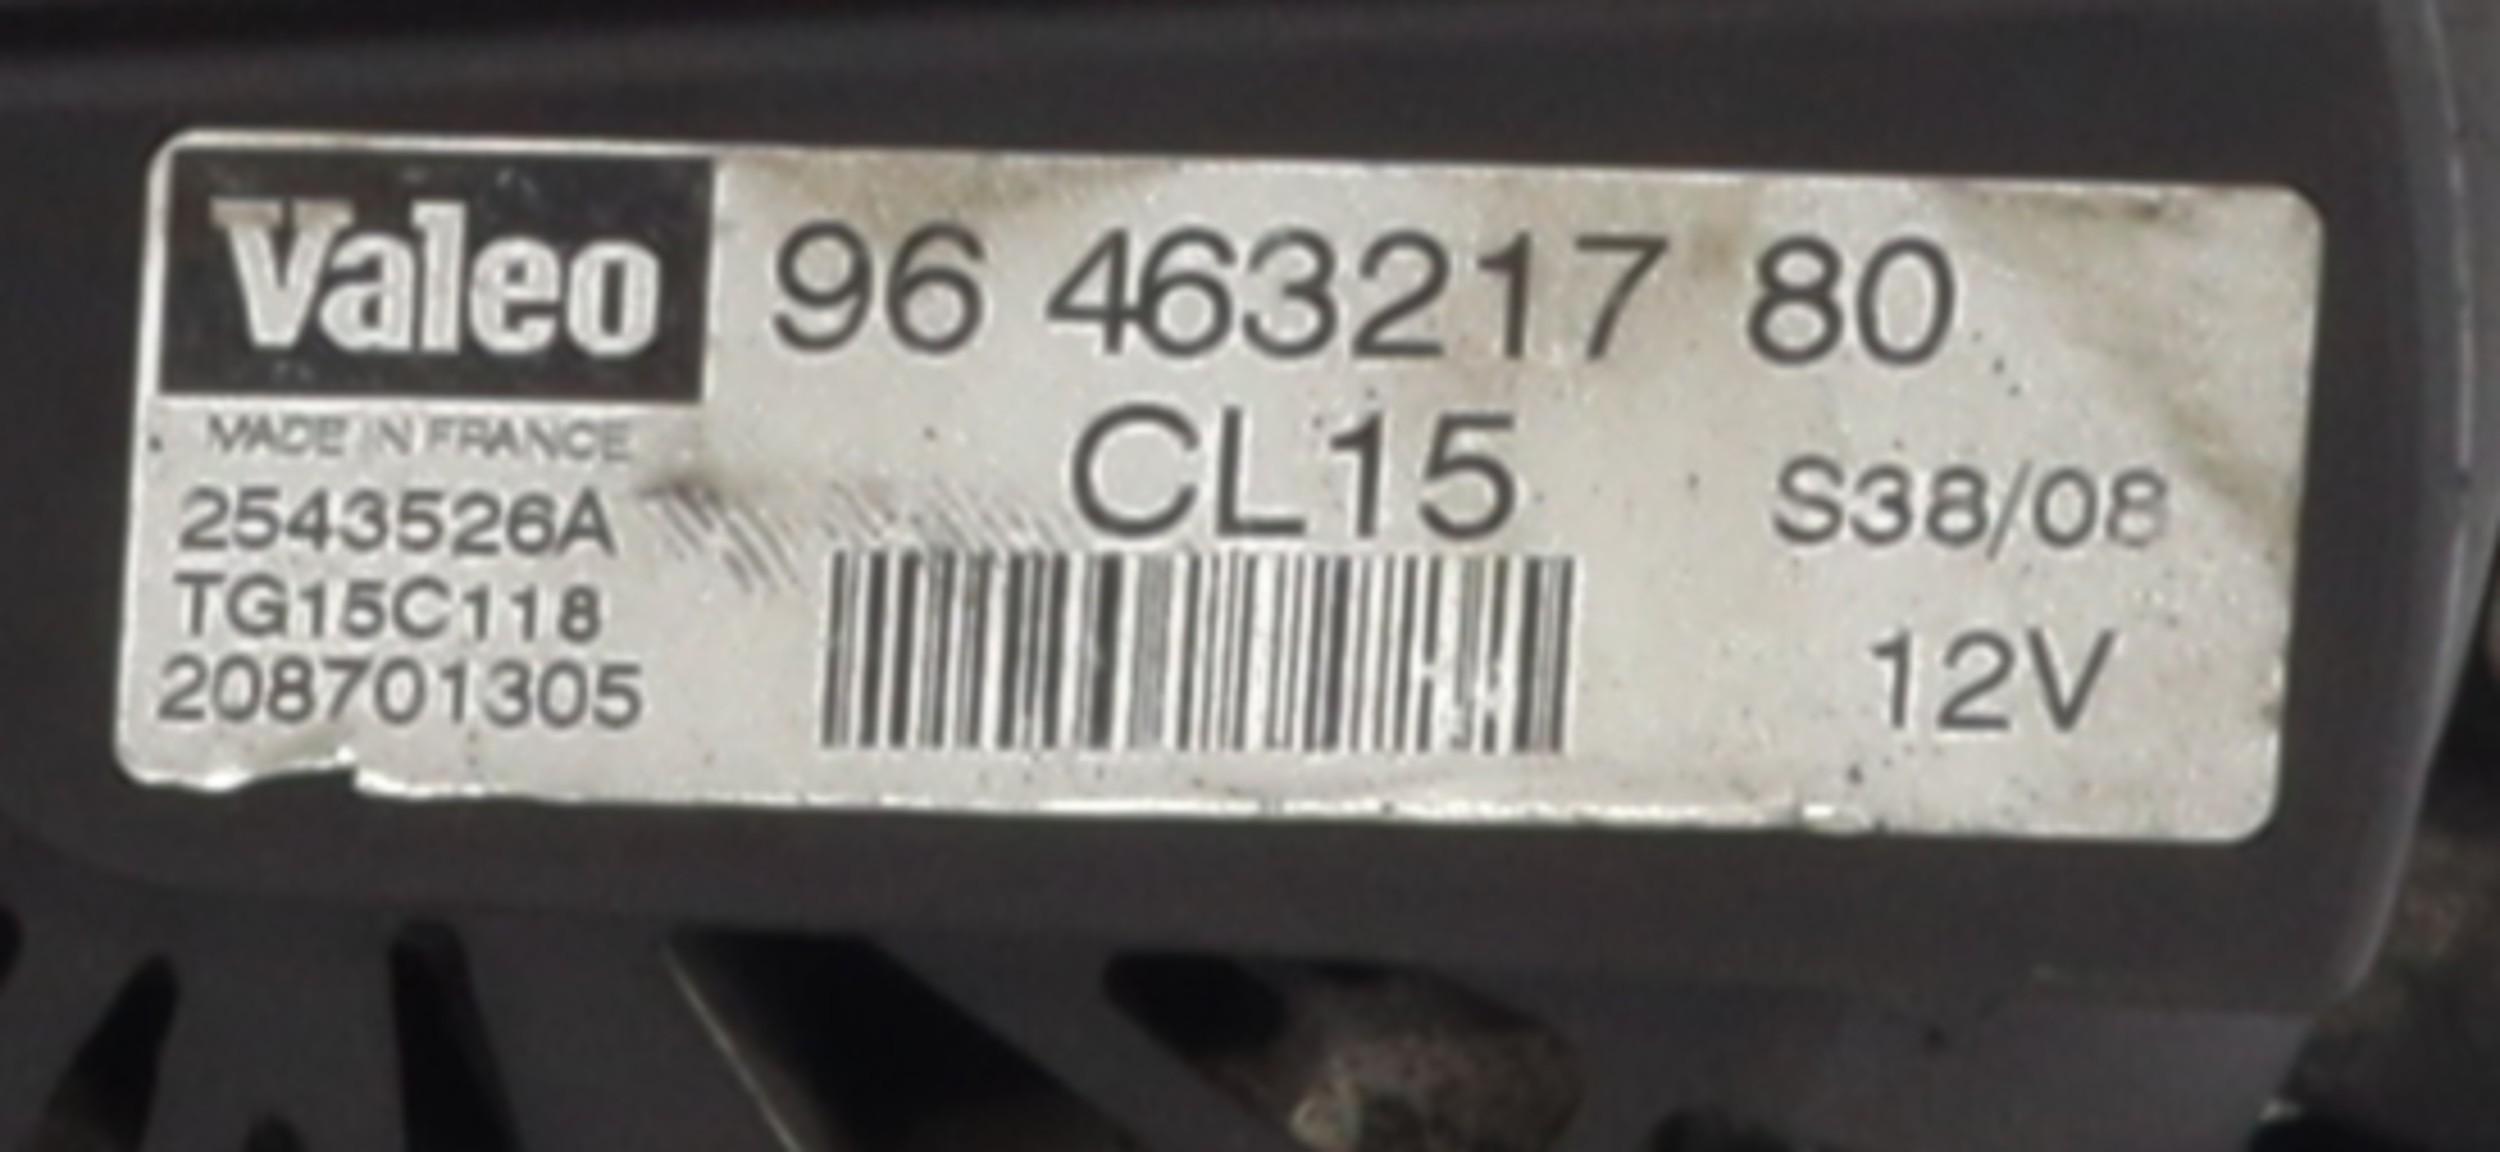 Valeo
96 463217 80
CL15
MADE IN FRANCE
2543526A
TG15C118
208701305
S38/08
12V